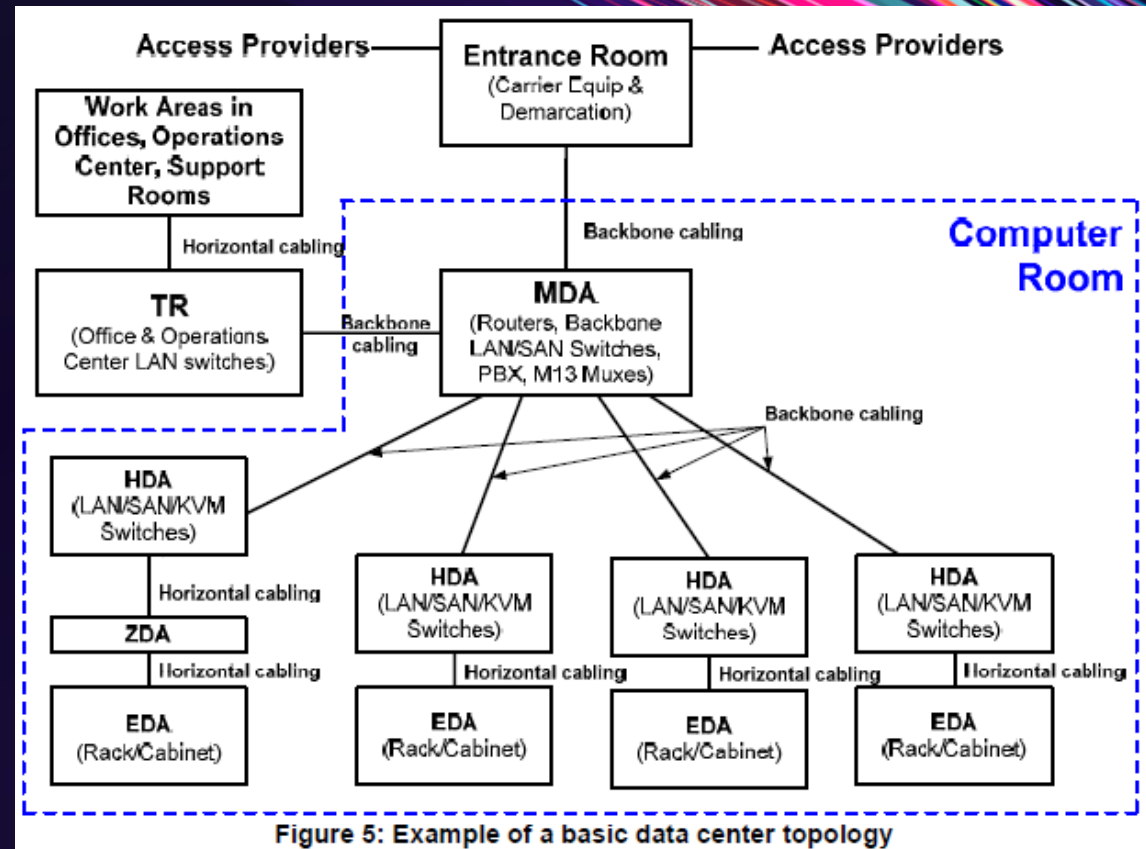 Access Providers
Entrance Room
(Carrier Equip &
Demarcation)
Access Providers
Work Areas in
Offices, Operations
Center, Support
Rooms
Horizontal cabling
Backbone cabling
Computer
Room
TR
(Office & Operations
Center LAN switches)
Backbone
cabling
MDA
(Routers, Backbone
LAN/SAN Switches,
PBX, M13 Muxes)
Backbone cabling
HDA
(LAN/SAN/KVM
Switches)
Horizontal cabling
ZDA
Horizontal cabling
EDA
(Rack/Cabinet)
HDA
(LAN/SAN/KVM
Switches)
Horizontal cabling
EDA
(Rack/Cabinet)
HDA
(LAN/SAN/KVM
Switches)
Horizontal cabling
EDA
(Rack/Cabinet)
HDA
(LAN/SAN/KVM
Switches)
Horizontal cabling
EDA
(Rack/Cabinet)
Figure 5: Example of a basic data center topology